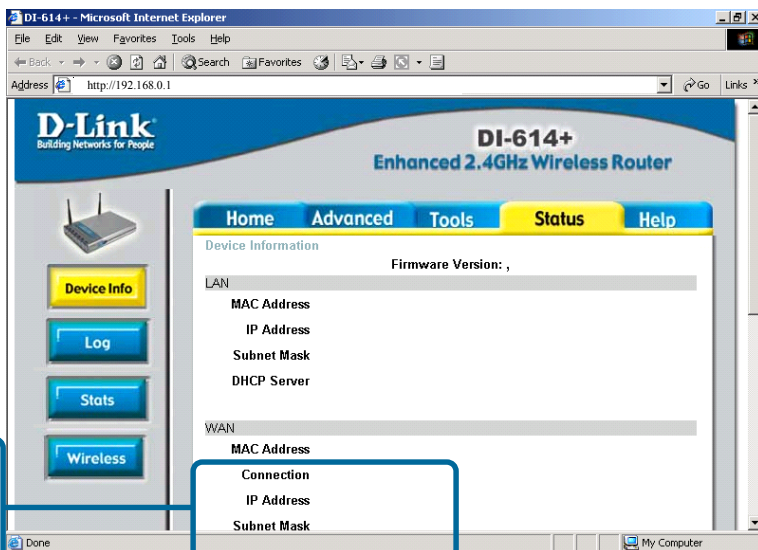 DI-614+ - Microsoft Internet Explorer
File Edit View Favorites Tools Help
Back Search Favorites
Address http://192.168.0.1 Go Links »
D-Link
Building Networks for People
DI-614+
Enhanced 2.4GHz Wireless Router
Home Advanced Tools Status Help
Device Information
Firmware Version: ,
Device Info
LAN
MAC Address
IP Address
Log
Subnet Mask
DHCP Server
Stats
WAN
MAC Address
Wireless
Connection
IP Address
Subnet Mask
Done My Computer